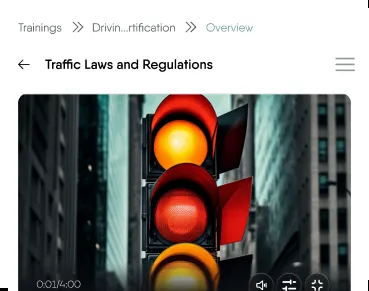 Trainings Drivin...rtification Overview
Traffic Laws and Regulations
0:01/4:00